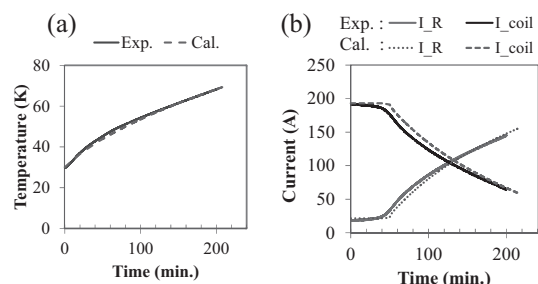 (a)
Exp. Cal.
80
60
40
20
0
Temperature (K)
0 100 200
Time (min.)
(b)
Exp. : I_R I_coil
Cal. : I_R I_coil
250
200
150
100
50
0
Current (A)
0 100 200
Time (min.)